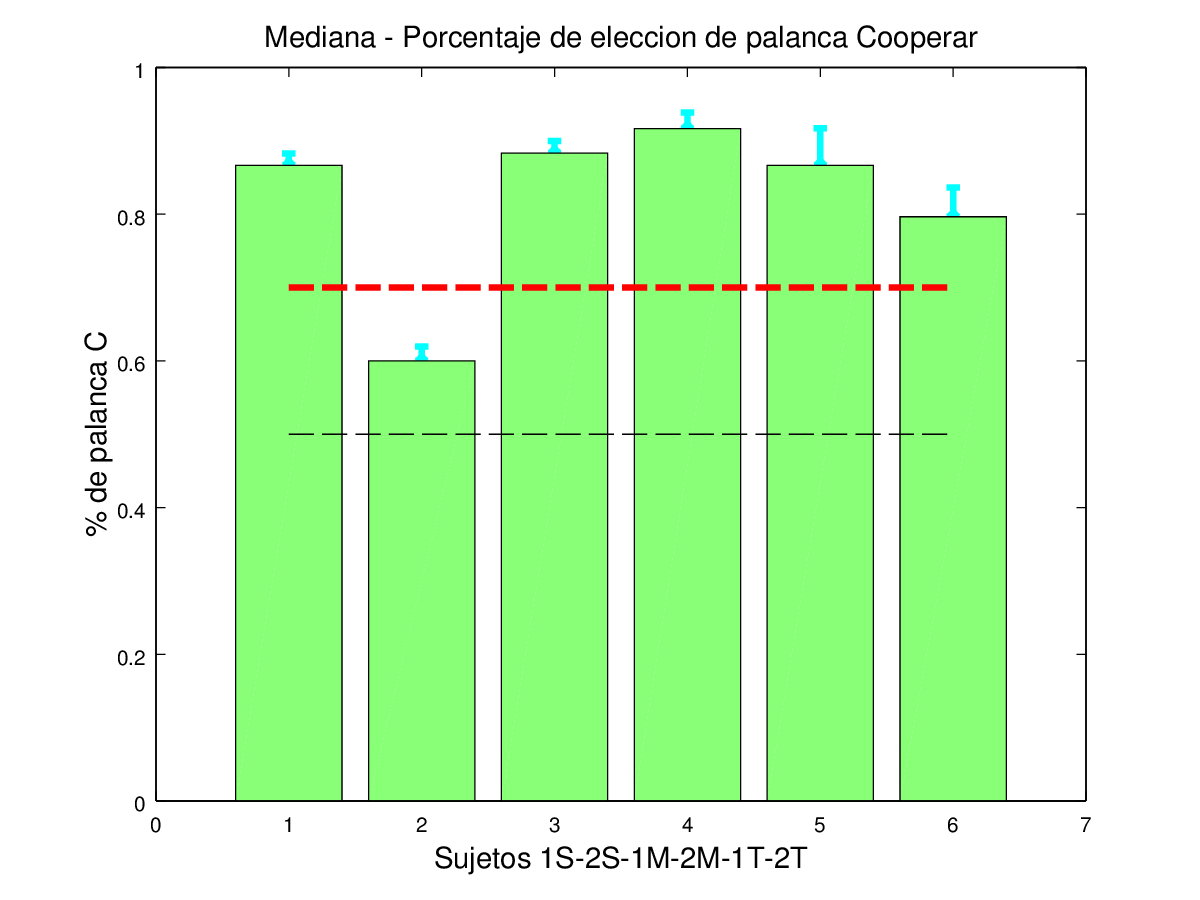 Mediana - Porcentaje de eleccion de palanca Cooperar
1
0.8
0.6
0.4
0.2
0
% de palanca C
0 1 2 3 4 5 6 7
Sujetos 1S-2S-1M-2M-1T-2T